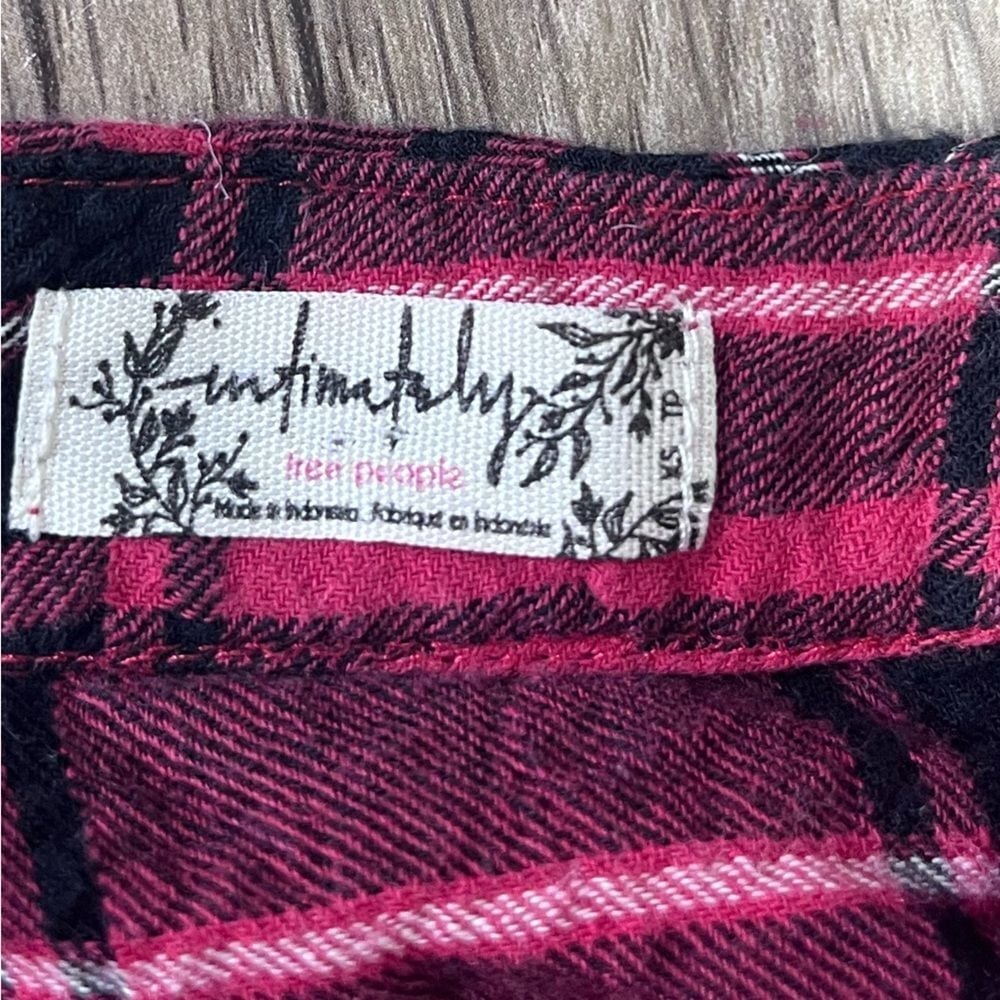 intimately
free people
Made in Indonesia . Fabriqué en Indonésie
XS TP